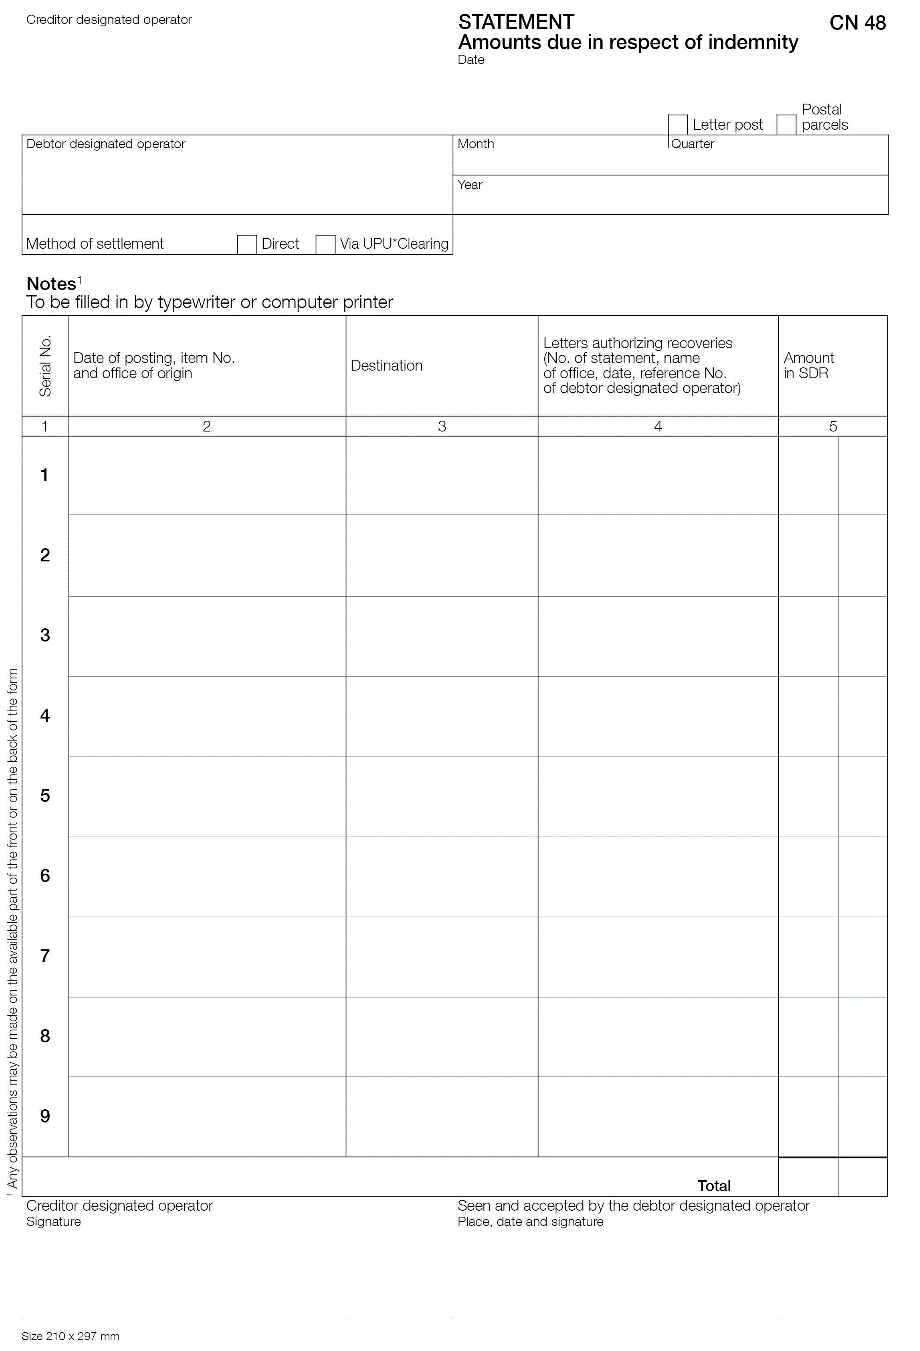 Creditor designated operator
STATEMENT
CN 48
Amounts due in respect of indemnity
Date
Letter post
Postal
parcels
Debtor designated operator
Month
Quarter
Year
Method of settlement
Direct
Via UPU*Clearing
Notes¹
To be filled in by typewriter or computer printer
Serial No.
Date of posting, item No.
and office of origin
Destination
Letters authorizing recoveries
(No. of statement, name
of office, date, reference No.
of debtor designated operator)
Amount
in SDR
1
2
3
4
5
1
2
3
4
5
6
7
8
9
Total
¹ Any observations may be made on the available part of the front or on the back of the form
Creditor designated operator
Signature
Seen and accepted by the debtor designated operator
Place, date and signature
Size 210 x 297 mm